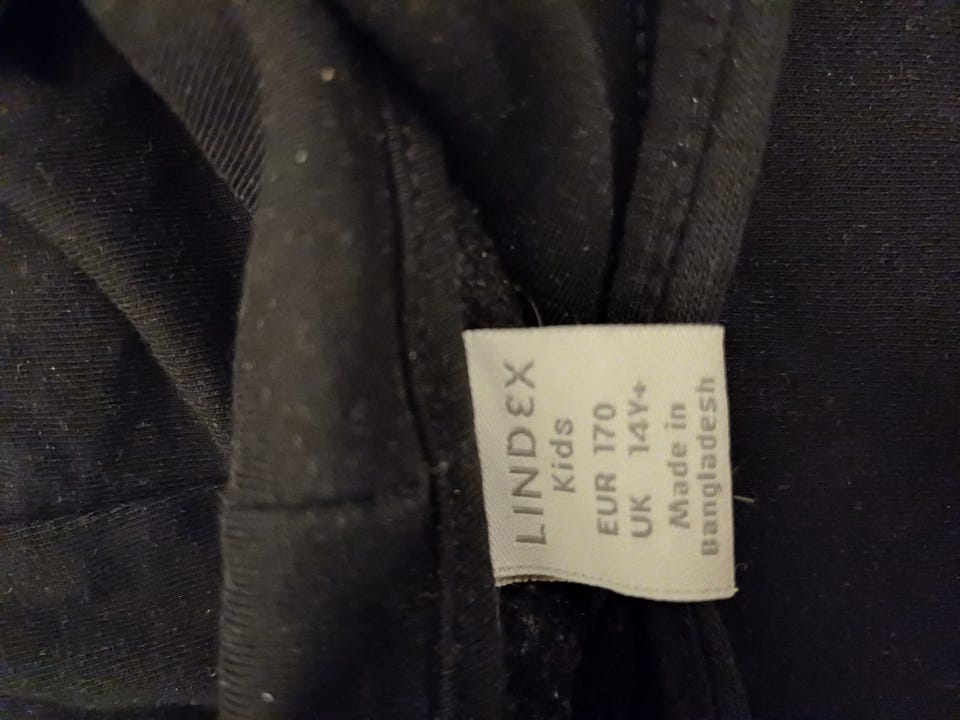 LINDEX
Kids
EUR 170
UK 14Y+
Made in
Bangladesh